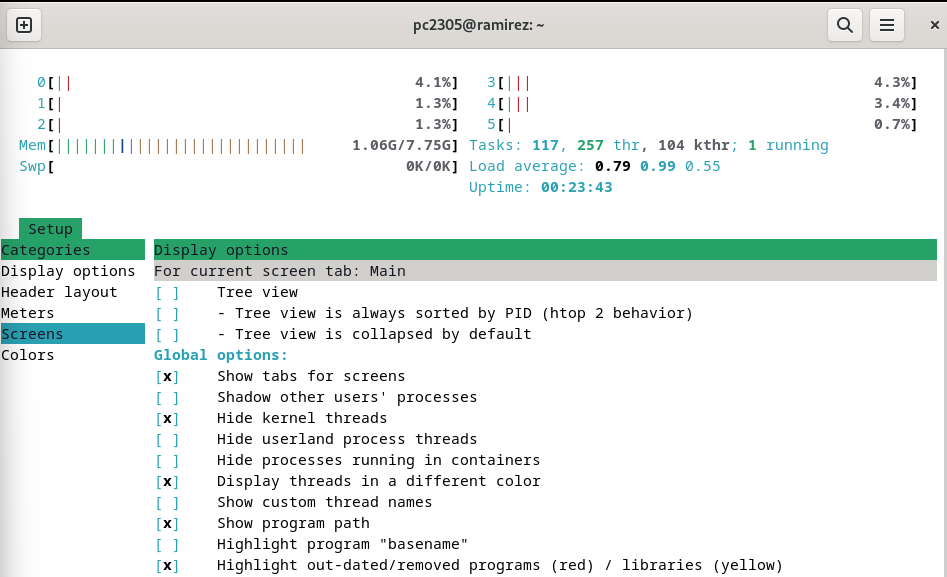 pc2305@ramirez: ~
0[|| 4.1%] 3[||| 4.3%]
1[| 1.3%] 4[||| 3.4%]
2[| 1.3%] 5[| 0.7%]
Mem[|||||||||||||||||||||||||||| 1.06G/7.75G] Tasks: 117, 257 thr, 104 kthr; 1 running
Swp[ 0K/0K] Load average: 0.79 0.99 0.55
Uptime: 00:23:43
Setup
Categories Display options
Display options For current screen tab: Main
Header layout [ ] Tree view
Meters [ ] - Tree view is always sorted by PID (htop 2 behavior)
Screens [ ] - Tree view is collapsed by default
Colors Global options:
[x] Show tabs for screens
[ ] Shadow other users' processes
[x] Hide kernel threads
[ ] Hide userland process threads
[ ] Hide processes running in containers
[x] Display threads in a different color
[ ] Show custom thread names
[x] Show program path
[ ] Highlight program "basename"
[x] Highlight out-dated/removed programs (red) / libraries (yellow)